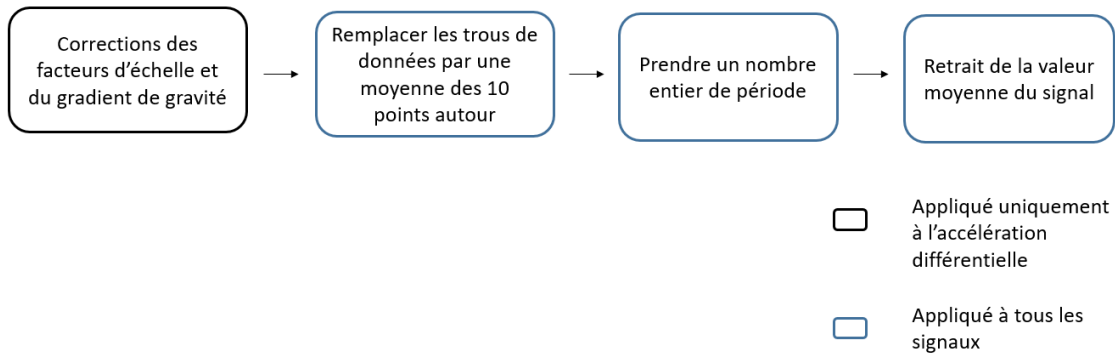 Corrections des
facteurs d'échelle et
du gradient de gravité
Remplacer les trous de
données par une
moyenne des 10
points autour
Prendre un nombre
entier de période
Retrait de la valeur
moyenne du signal
Appliqué uniquement
à l'accélération
différentielle
Appliqué à tous les
signaux